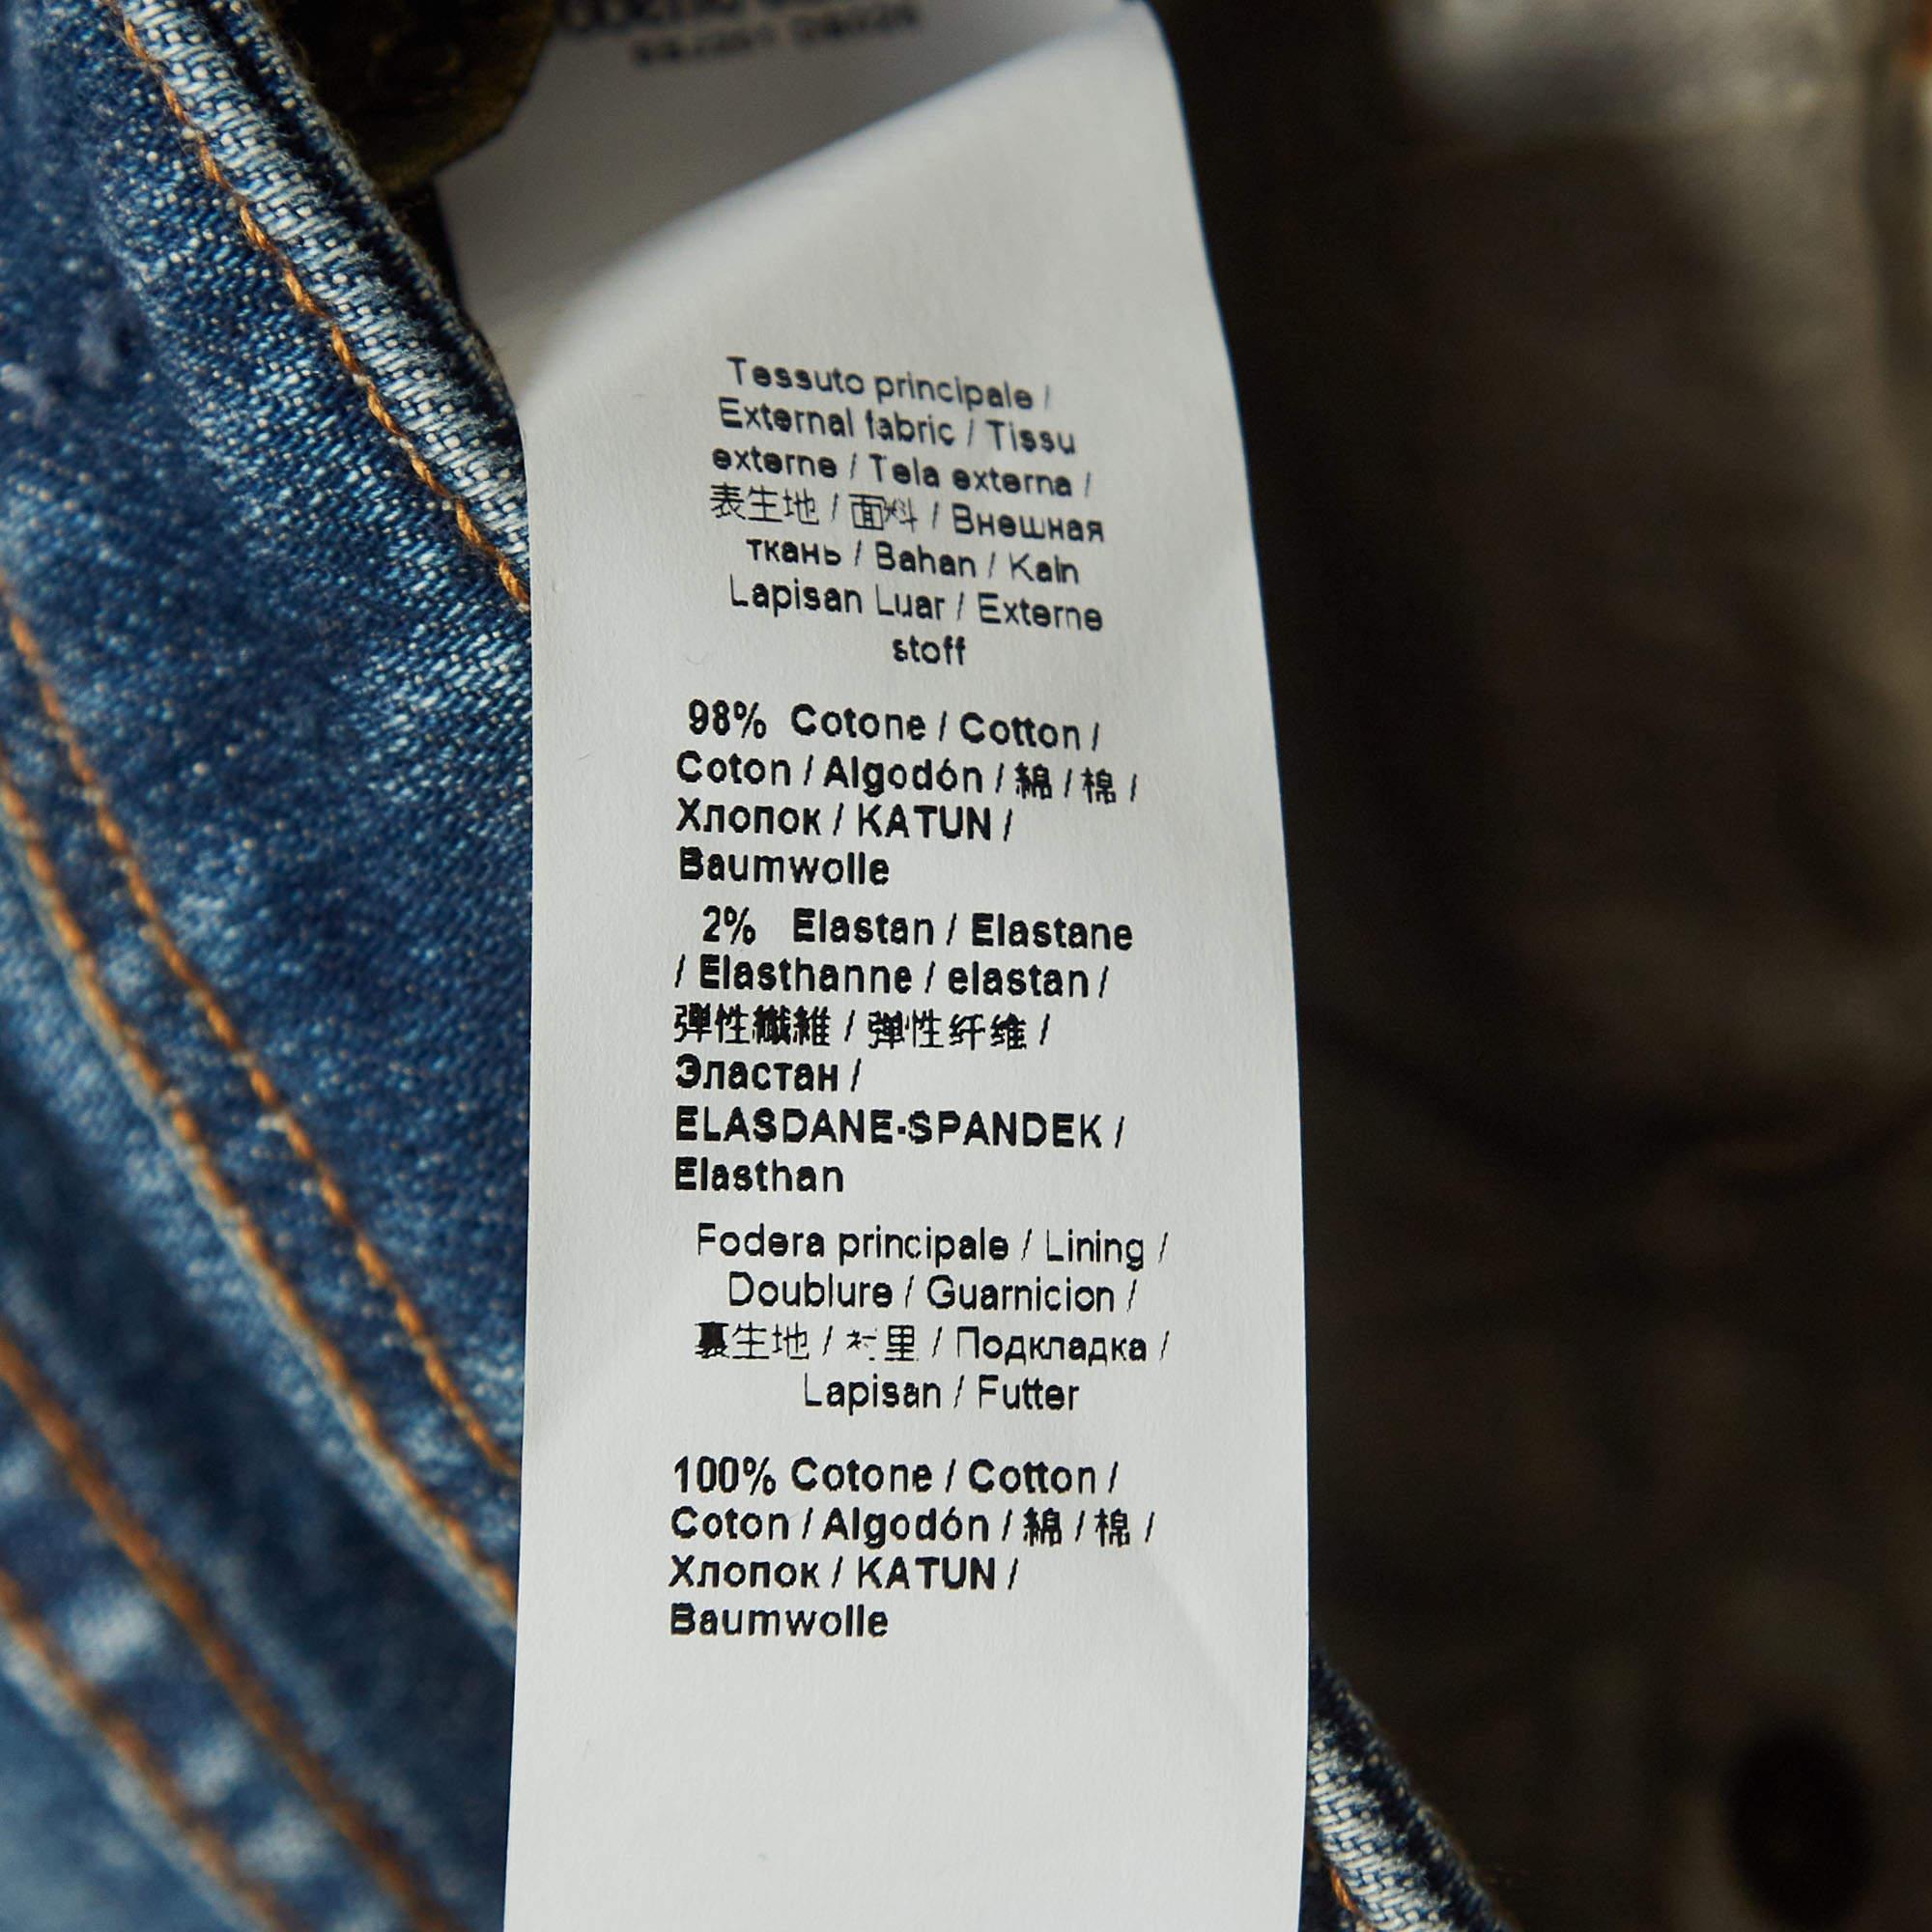 Tessuto principale /
External fabric / Tissu
externe / Tela externa /
表生地 / 面料 / Внешная
ткань / Bahan / Kain
Lapisan Luar / Externe
stoff
98% Cotone / Cotton /
Coton / Algodón / 綿 / 棉 /
Хлопок / KATUN /
Baumwolle
2% Elastan / Elastane
/ Elasthanne / elastan /
弾性繊維 / 弹性纤维 /
Эластан /
ELASDANE-SPANDEK /
Elasthan
Fodera principale / Lining /
Doublure / Guarnicion /
裏生地 / 衬里 / Подкладка /
Lapisan / Futter
100% Cotone / Cotton /
Coton / Algodón / 綿 / 棉 /
Хлопок / KATUN /
Baumwolle